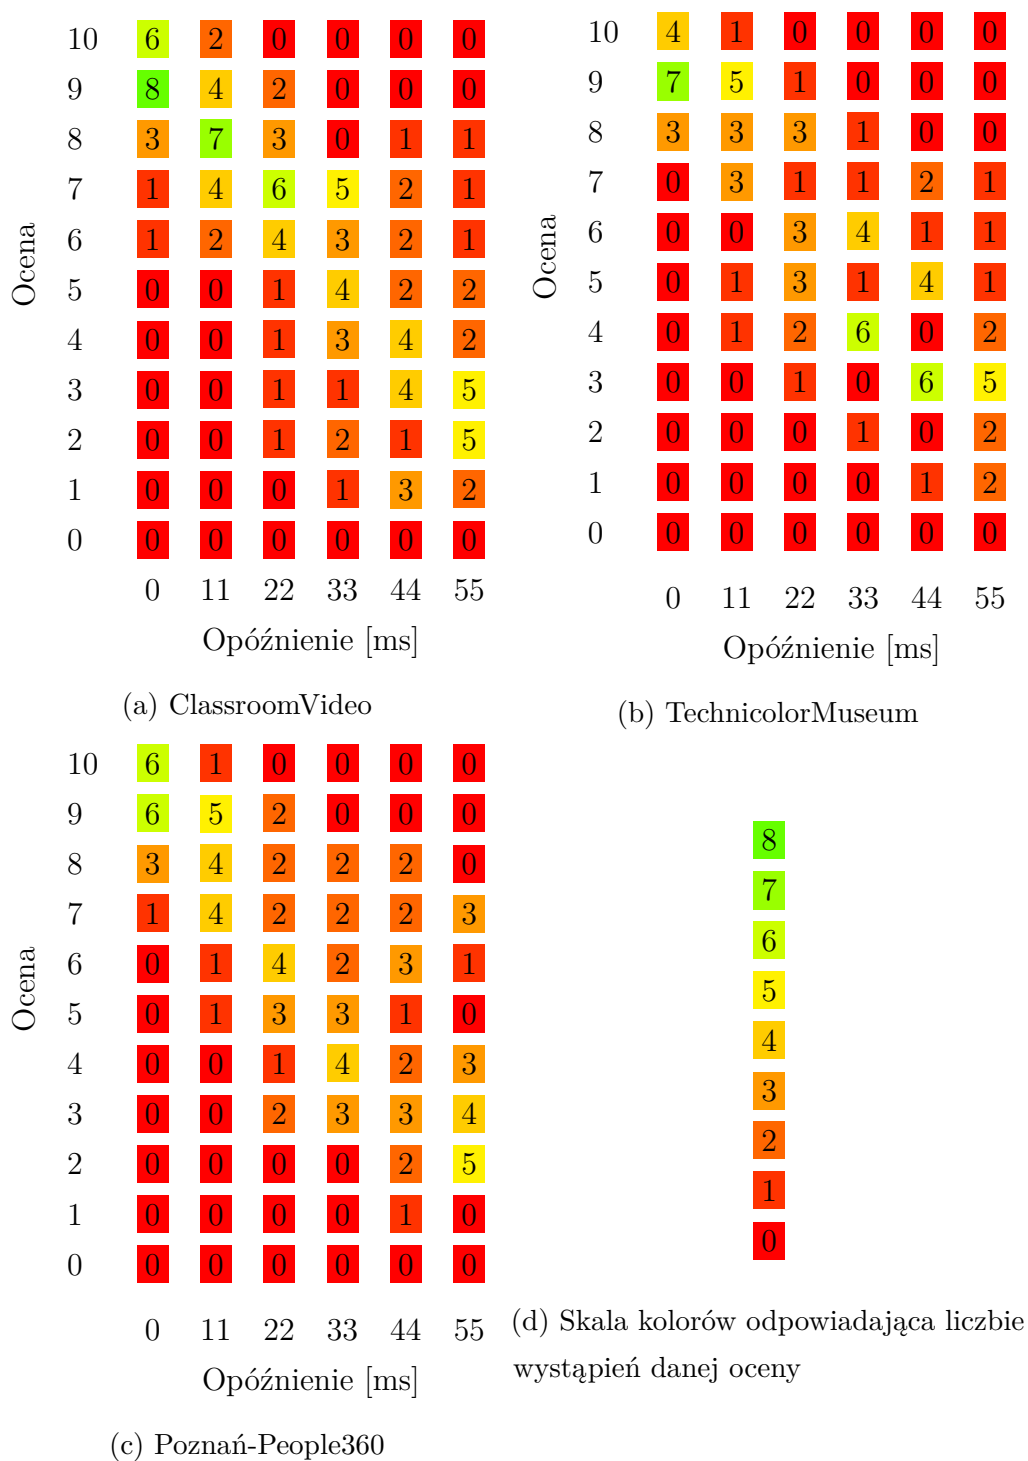 10 6 2 0 0 0 0
9 8 4 2 0 0 0
8 3 7 3 0 1 1
7 1 4 6 5 2 1
6 1 2 4 3 2 1
5 0 0 1 4 2 2
4 0 0 1 3 4 2
3 0 0 1 1 4 5
2 0 0 1 2 1 5
1 0 0 0 1 3 2
0 0 0 0 0 0 0
Ocena
0 11 22 33 44 55
Opóźnienie [ms]
(a) ClassroomVideo
10 4 1 0 0 0 0
9 7 5 1 0 0 0
8 3 3 3 1 0 0
7 0 3 1 1 2 1
6 0 0 3 4 1 1
5 0 1 3 1 4 1
4 0 1 2 6 0 2
3 0 0 1 0 6 5
2 0 0 0 1 0 2
1 0 0 0 0 1 2
0 0 0 0 0 0 0
Ocena
0 11 22 33 44 55
Opóźnienie [ms]
(b) TechnicolorMuseum
10 6 1 0 0 0 0
9 6 5 2 0 0 0
8 3 4 2 2 2 0
7 1 4 2 2 2 3
6 0 1 4 2 3 1
5 0 1 3 3 1 0
4 0 0 1 4 2 3
3 0 0 2 3 3 4
2 0 0 0 0 2 5
1 0 0 0 0 1 0
0 0 0 0 0 0 0
Ocena
0 11 22 33 44 55
Opóźnienie [ms]
(c) Poznań-People360
8
7
6
5
4
3
2
1
0
(d) Skala kolorów odpowiadająca liczbie
wystąpień danej oceny